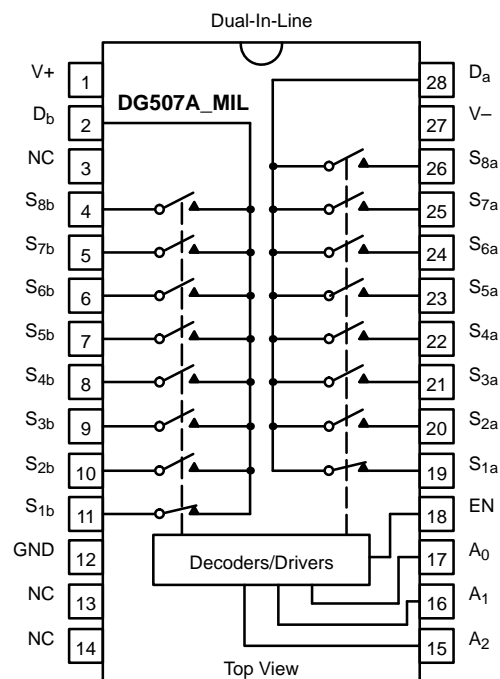 Dual-In-Line
V+ 1 28 Da
DG507A_MIL
Db 2 27 V–
NC 3 26 S8a
S8b 4 25 S7a
S7b 5 24 S6a
S6b 6 23 S5a
S5b 7 22 S4a
S4b 8 21 S3a
S3b 9 20 S2a
S2b 10 19 S1a
S1b 11 18 EN
GND 12 Decoders/Drivers 17 A0
NC 13 16 A1
NC 14 15 A2
Top View